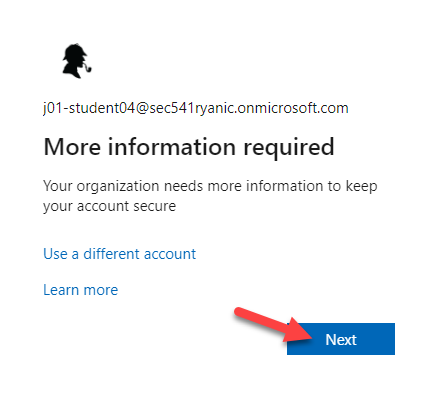 j01-student04@sec541ryanic.onmicrosoft.com
More information required
Your organization needs more information to keep
your account secure
Use a different account
Learn more
Next